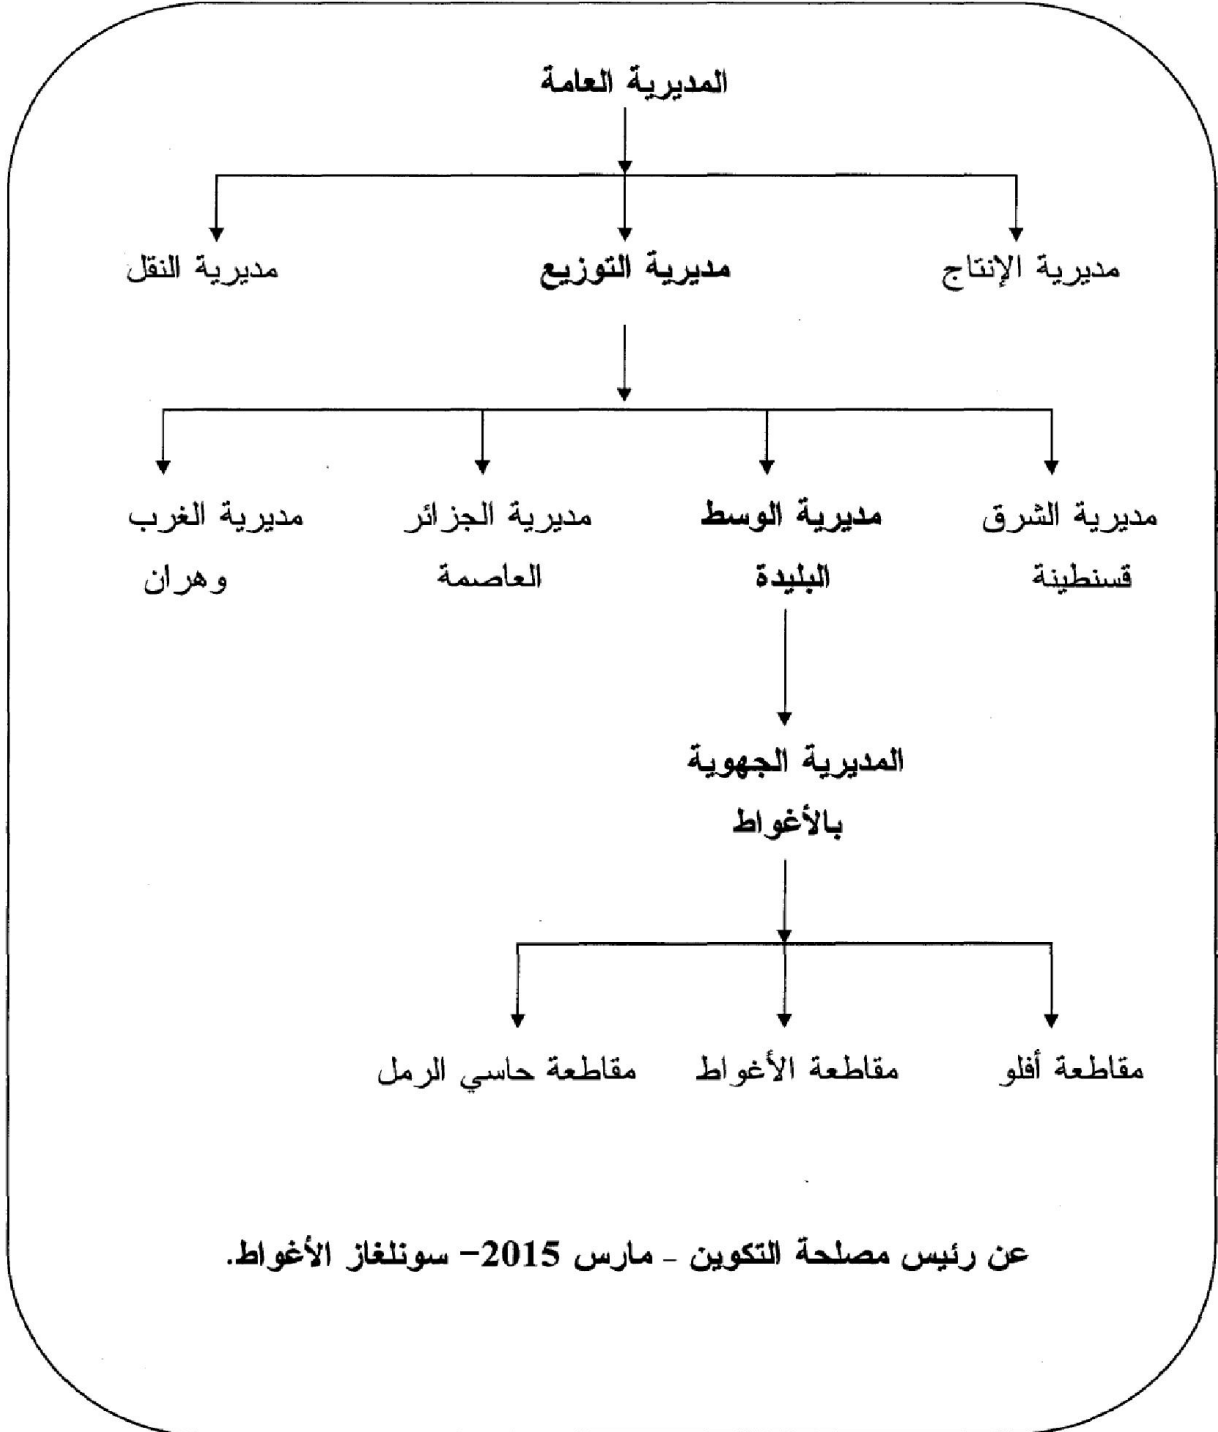 المديرية العامة
مديرية الإنتاج
مديرية التوزيع
مديرية النقل
مديرية الشرق
قسنطينة
مديرية الوسط
البليدة
مديرية الجزائر
العاصمة
مديرية الغرب
وهران
المديرية الجهوية
بالأغواط
مقاطعة أفلو
مقاطعة الأغواط
مقاطعة حاسي الرمل
عن رئيس مصلحة التكوين - مارس 2015- سونلغاز الأغواط.